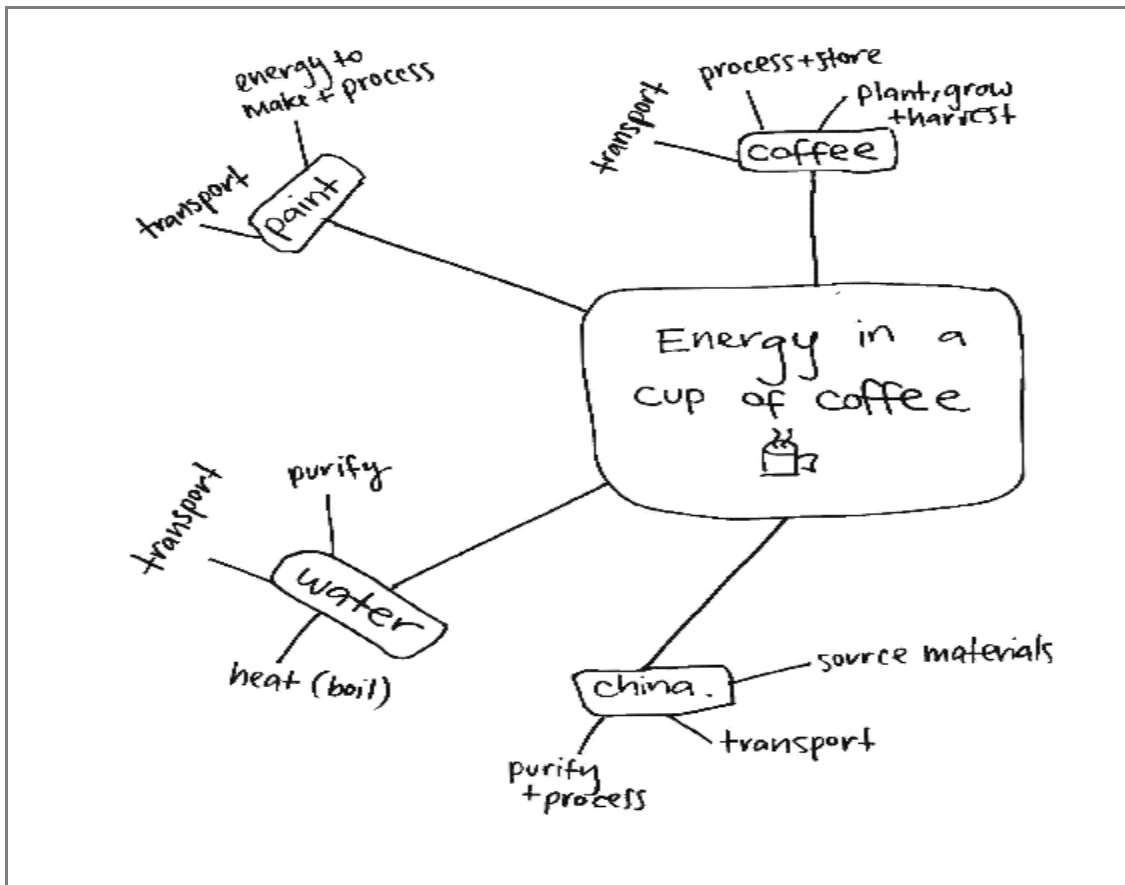 energy to
make + process
transport
paint
process + store
plant, grow
+ harvest
transport
coffee
Energy in a
cup of coffee
purify
transport
water
heat (boil)
china.
source materials
transport
purify
+ process